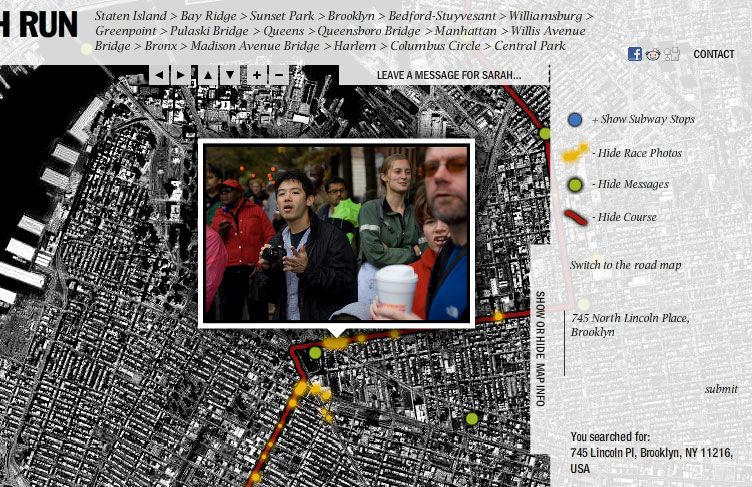 H RUN
Staten Island > Bay Ridge > Sunset Park > Brooklyn > Bedford-Stuyvesant > Williamsburg >
Greenpoint > Pulaski Bridge > Queens > Queensboro Bridge > Manhattan > Willis Avenue
Bridge > Bronx > Madison Avenue Bridge > Harlem > Columbus Circle > Central Park
CONTACT
LEAVE A MESSAGE FOR SARAH...
+ Show Subway Stops
- Hide Race Photos
- Hide Messages
- Hide Course
Switch to the road map
SHOW OR HIDE MAP INFO
745 North Lincoln Place,
Brooklyn
submit
You searched for:
745 Lincoln Pl, Brooklyn, NY 11216,
USA